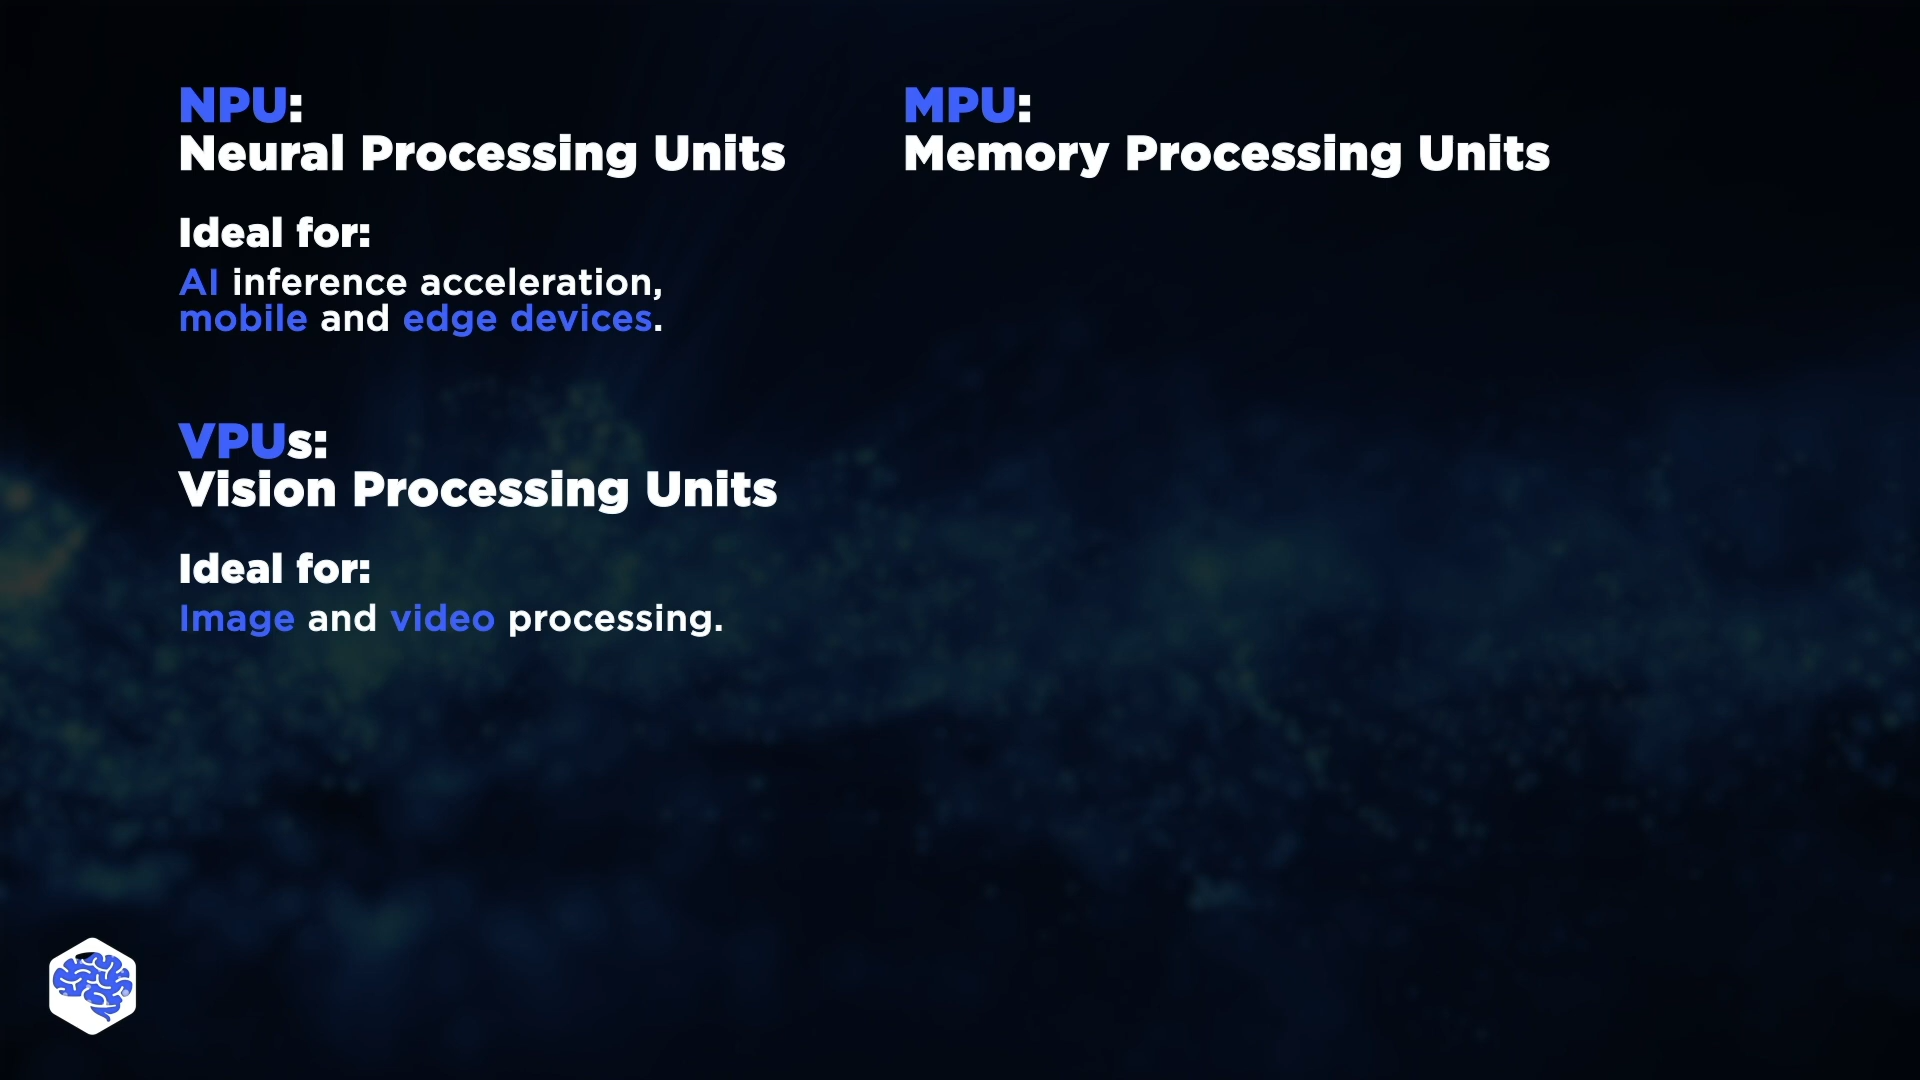 NPU:
Neural Processing Units
Ideal for:
AI inference acceleration,
mobile and edge devices.
VPUs:
Vision Processing Units
Ideal for:
Image and video processing.
MPU:
Memory Processing Units